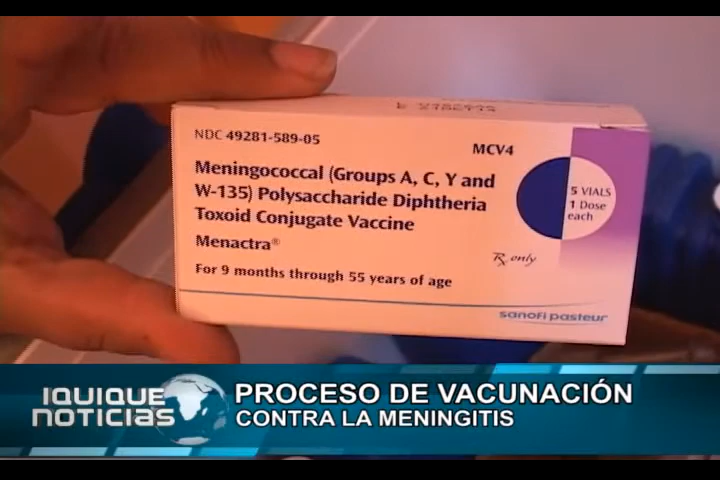 NDC 49281-589-05
MCV4
Meningococcal (Groups A, C, Y and
W-135) Polysaccharide Diphtheria
Toxoid Conjugate Vaccine
Menactra®
For 9 months through 55 years of age
5 VIALS
1 Dose
each
Rx only
sanofi pasteur
IQUIQUE
NOTICIAS
PROCESO DE VACUNACIÓN
CONTRA LA MENINGITIS